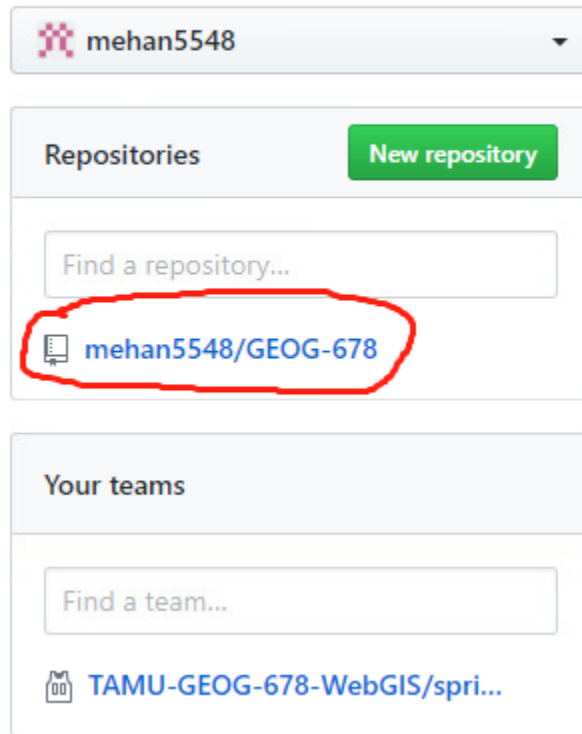 mehan5548
Repositories New repository
Find a repository...
mehan5548/GEOG-678
Your teams
Find a team...
TAMU-GEOG-678-WebGIS/spri...